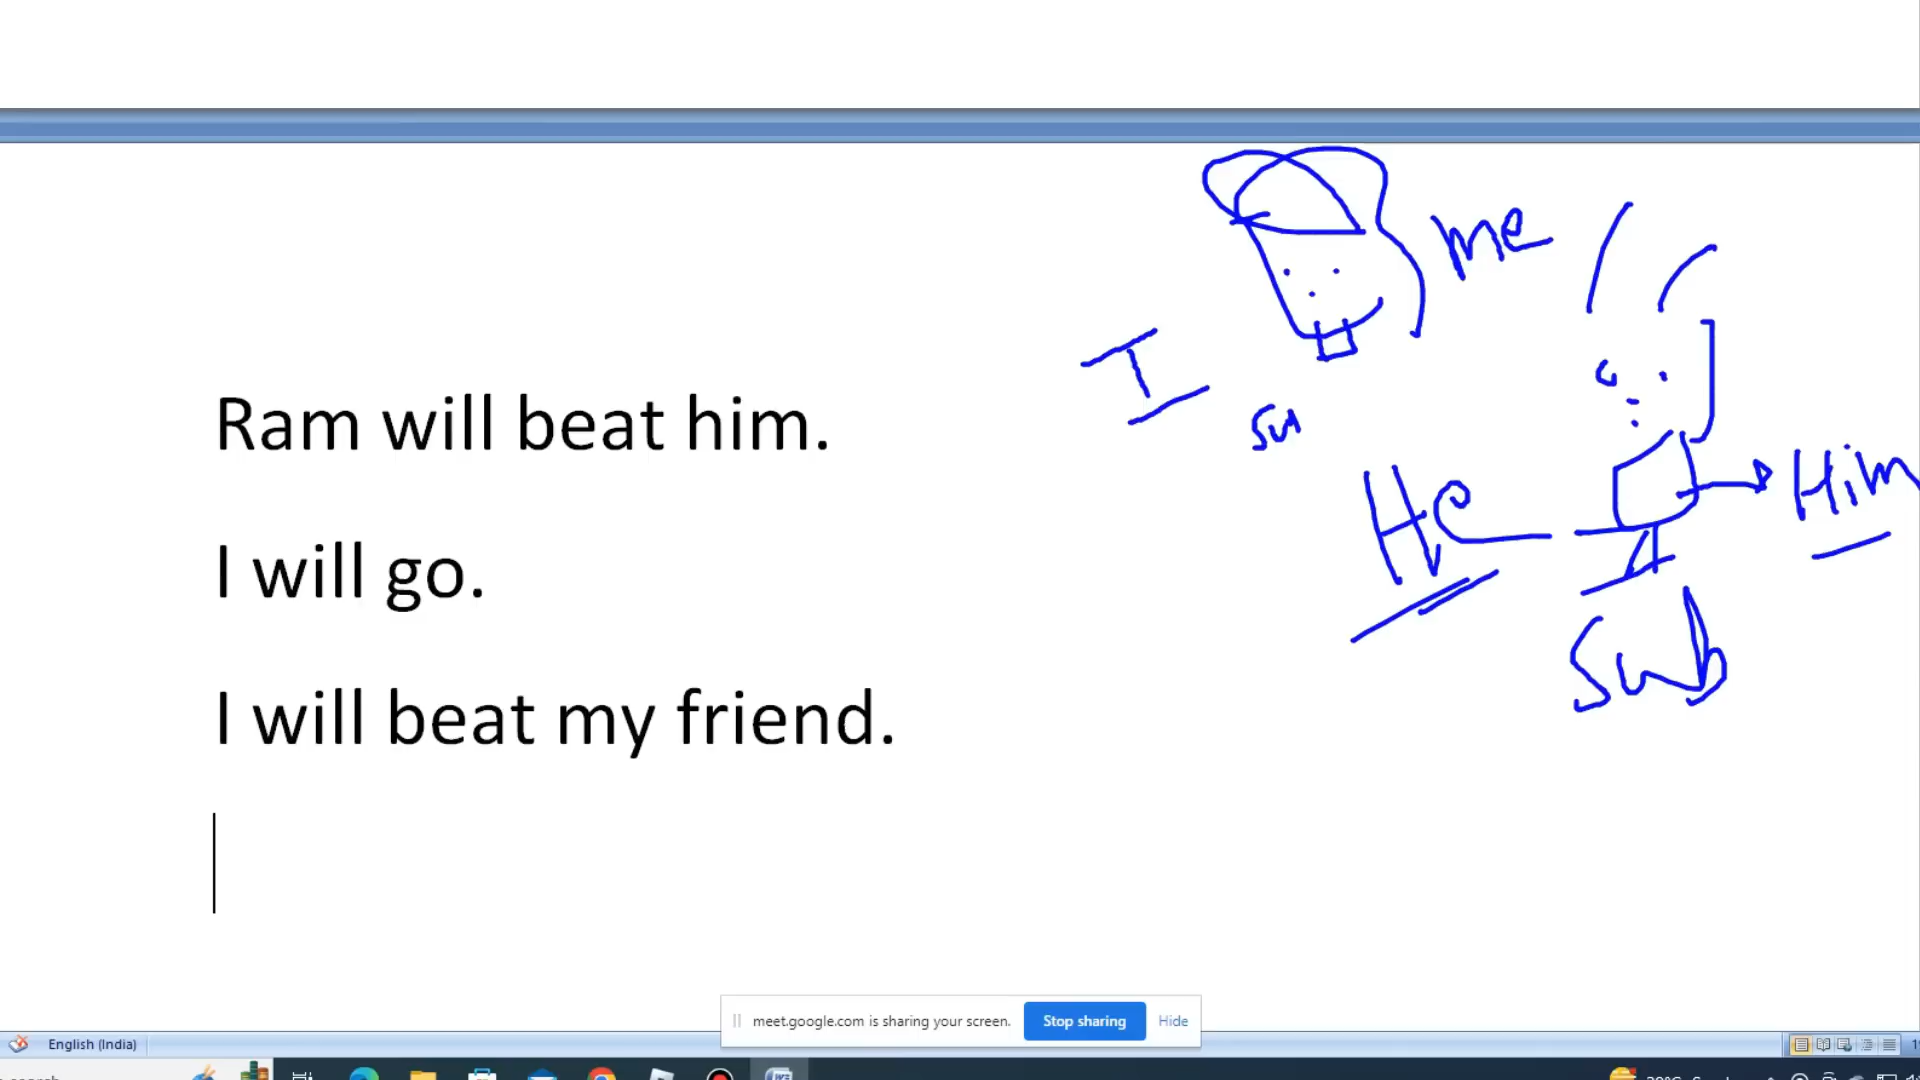 me
I
Ram will beat him.
su
He
Him
I will go.
Sub
I will beat my friend.
meet.google.com is sharing your screen.
Stop sharing
Hide
English (India)